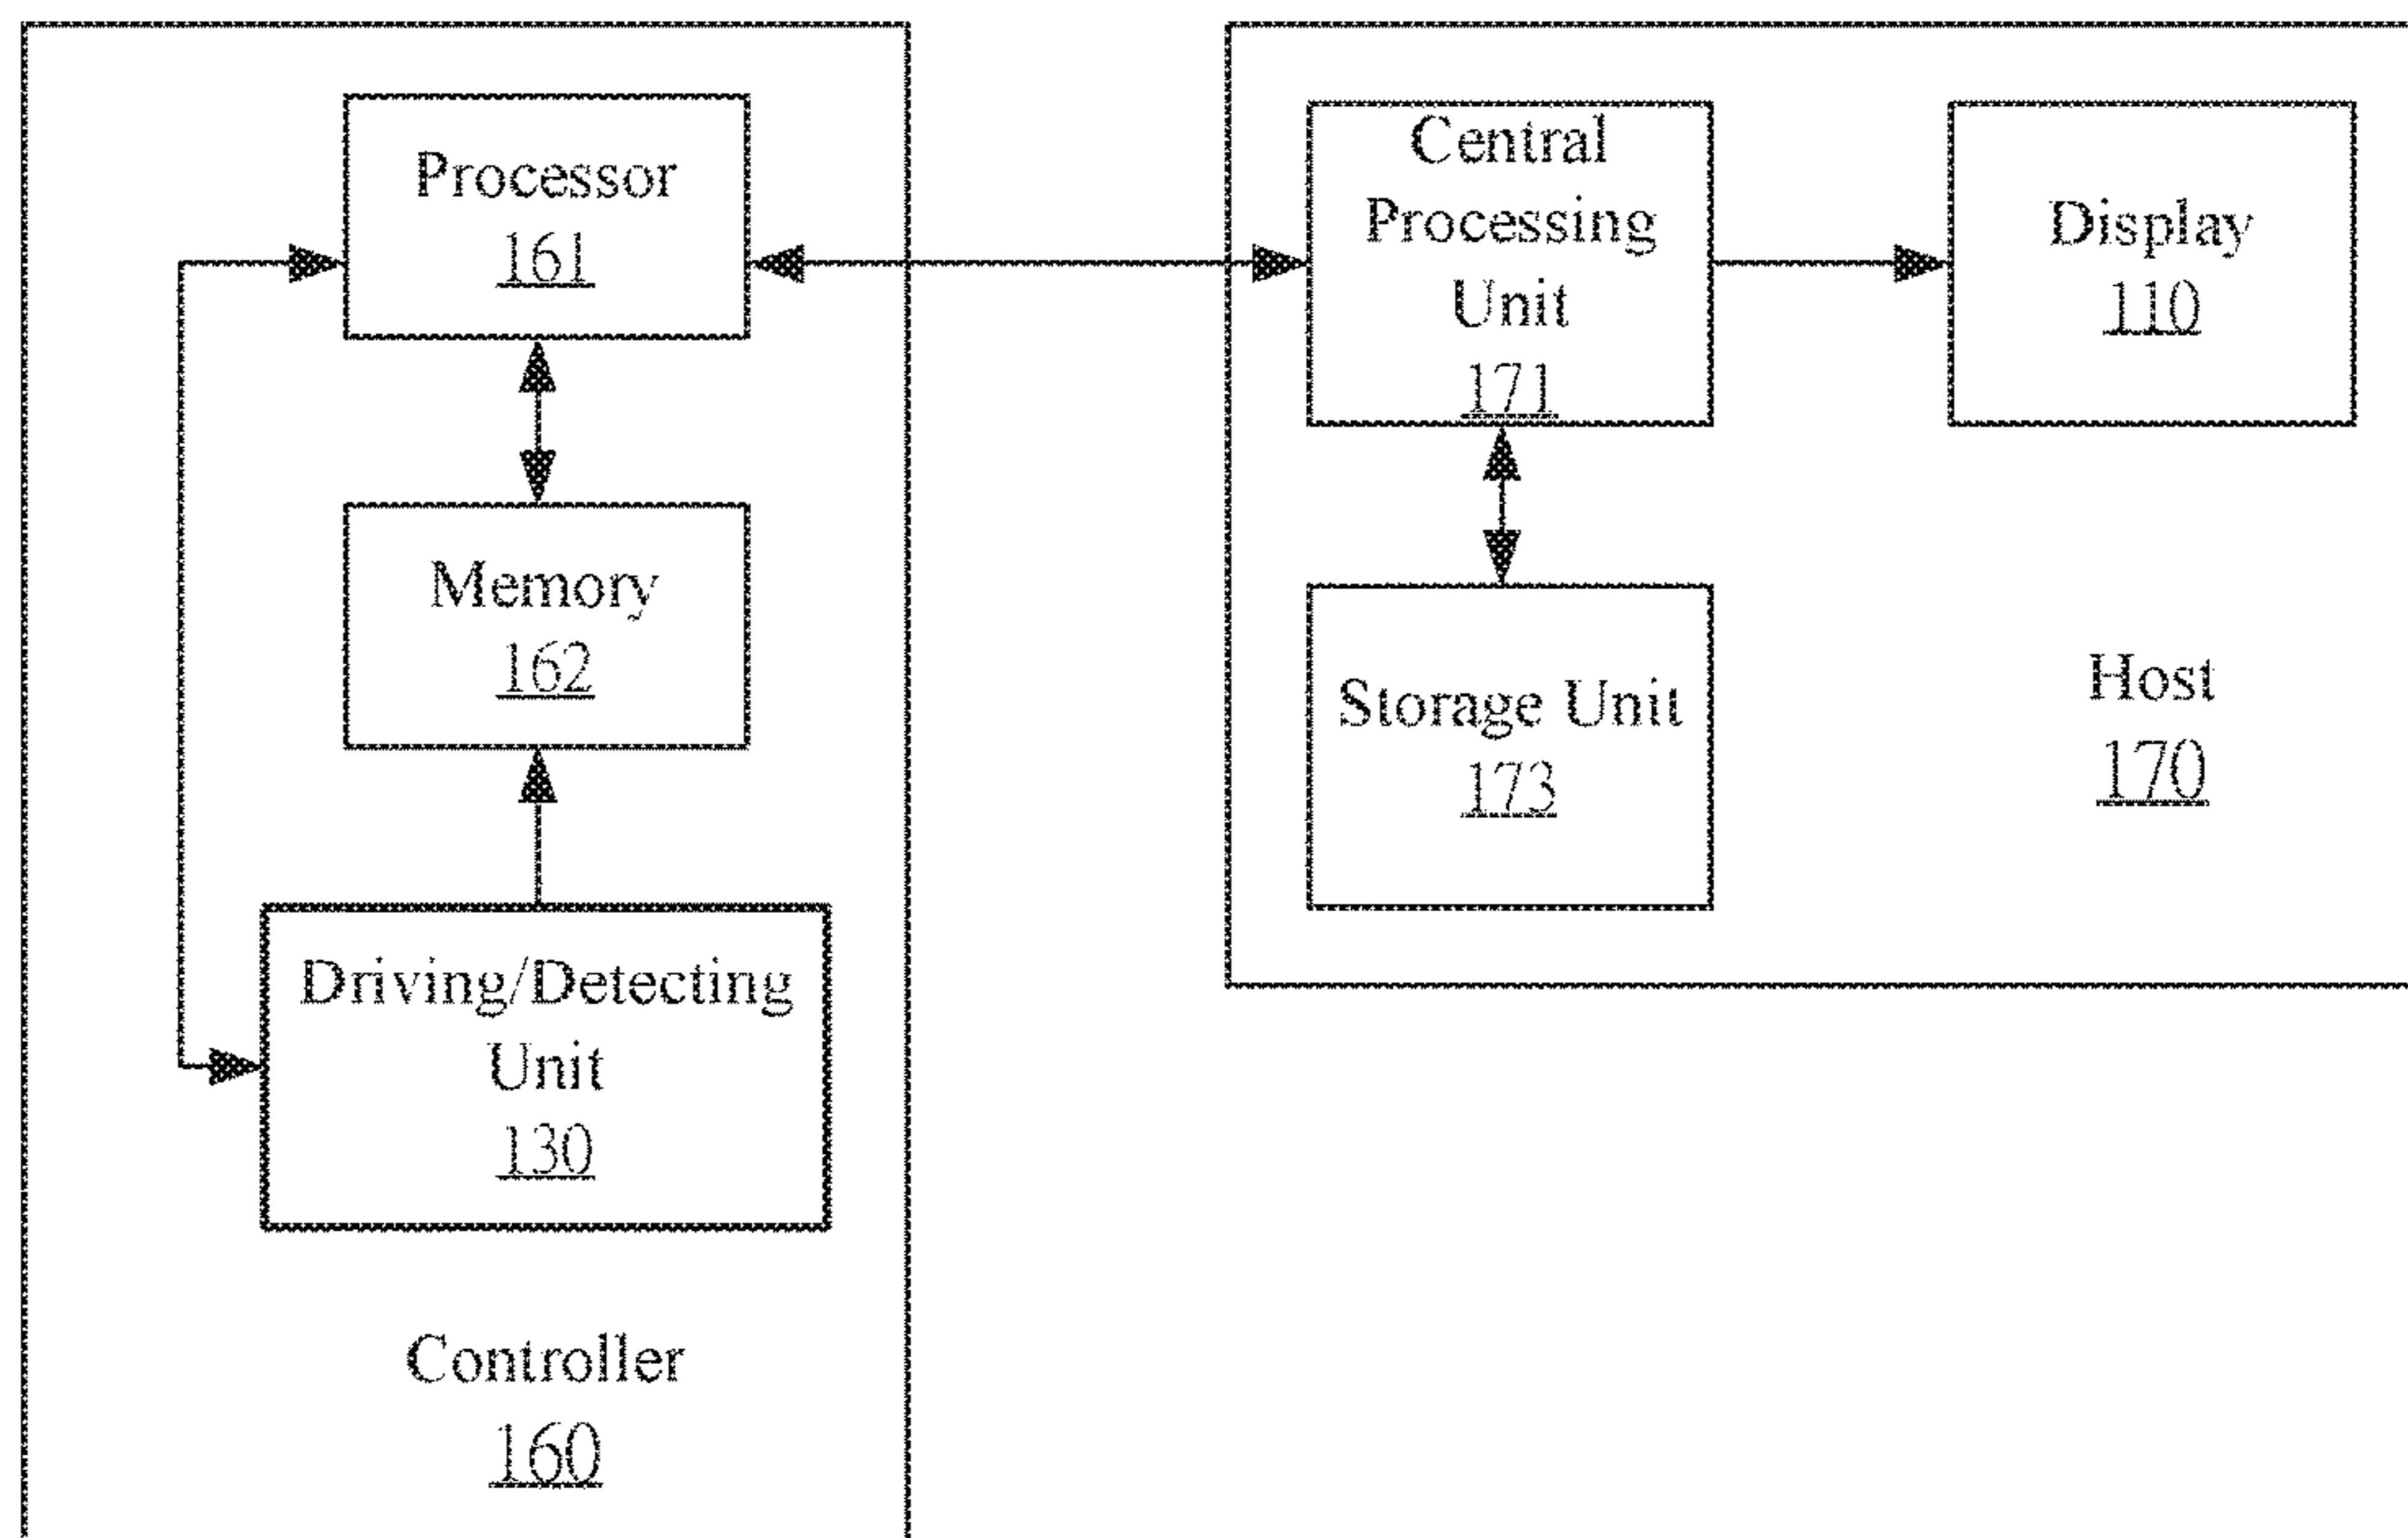 Processor
161
Memory
162
Driving/Detecting
Unit
130
Controller
160
Central
Processing
Unit
171
Display
110
Storage Unit
173
Host
170